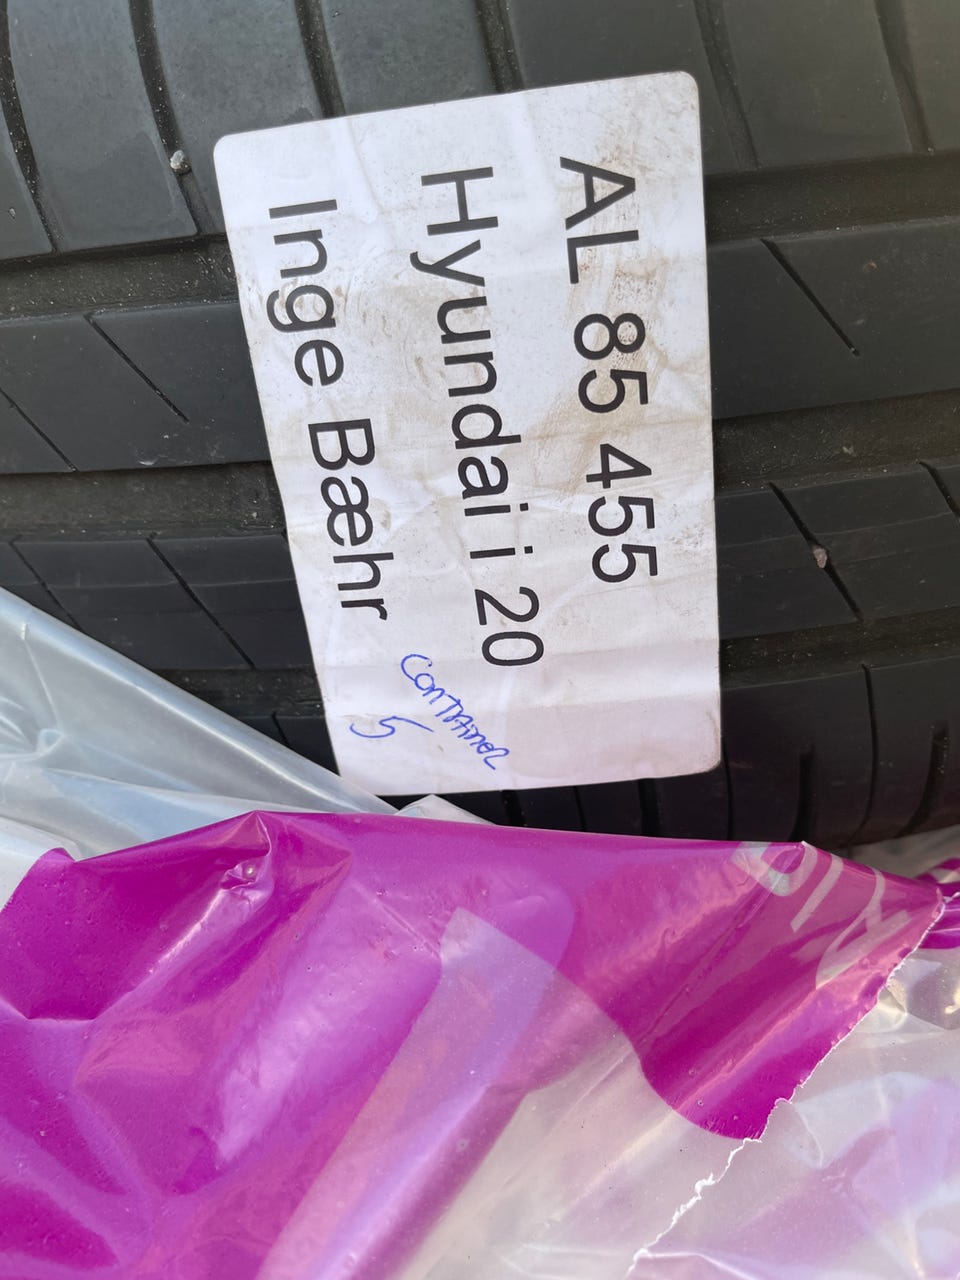 AL 85 455
Hyundai i 20
Inge Bæhr
CONTAINER
5